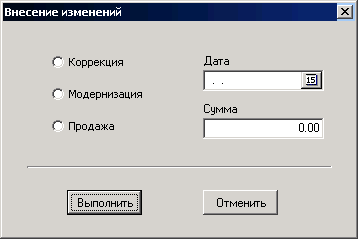 Внесение изменений
Коррекция
Модернизация
Продажа
Дата
. .
15
Сумма
0.00
Выполнить
Отменить